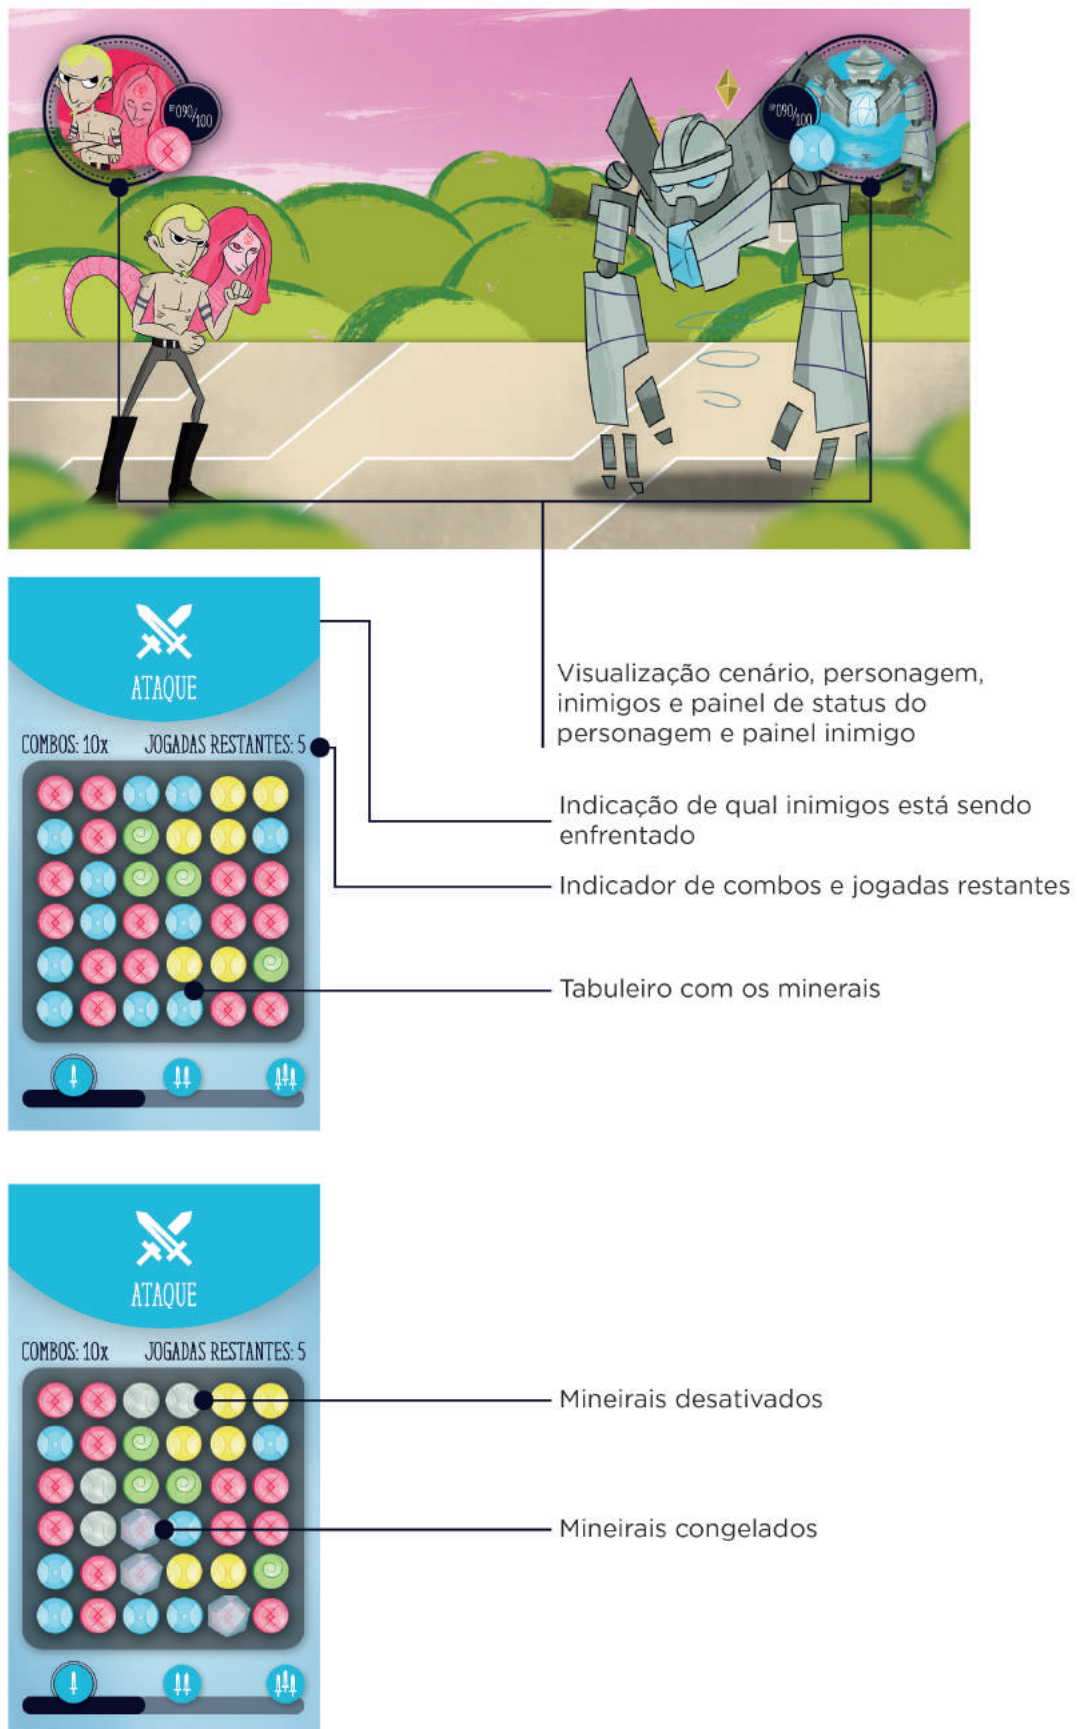 090/100
090/100
ATAQUE
COMBOS: 10x JOGADAS RESTANTES: 5
Visualização cenário, personagem,
inimigos e painel de status do
personagem e painel inimigo
Indicação de qual inimigos está sendo
enfrentado
Indicador de combos e jogadas restantes
Tabuleiro com os minerais
ATAQUE
COMBOS: 10x JOGADAS RESTANTES: 5
Mineirais desativados
Mineirais congelados